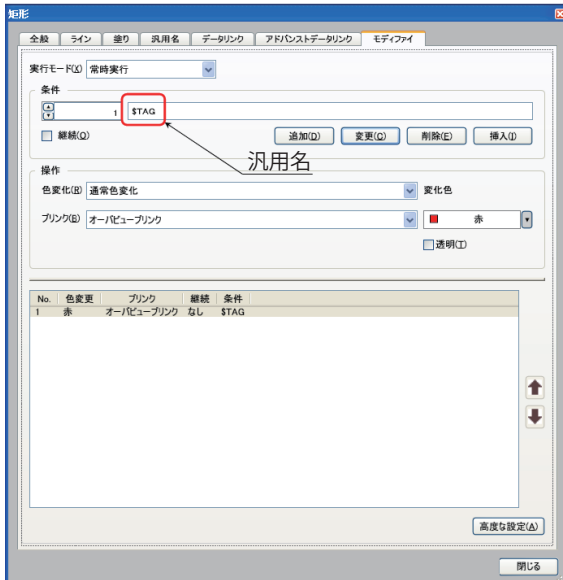 矩形
全般 ライン 塗り 汎用名 データリンク アドバンストデータリンク モディファイ
実行モード(X) 常時実行
条件
1 $TAG
継続(O) 追加(D) 変更(C) 削除(E) 挿入(I)
汎用名
操作
色変化(R) 通常色変化 変化色
ブリンク(B) オーバビューブリンク 赤
透明(T)
No. 色変更 ブリンク 継続 条件
1 赤 オーバビューブリンク なし $TAG
高度な設定(A)
閉じる